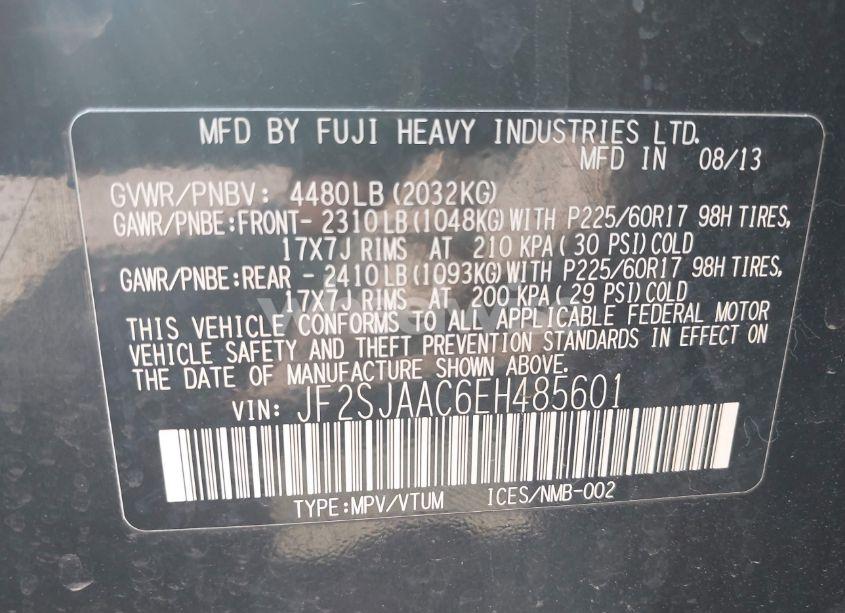 MFD BY FUJI HEAVY INDUSTRIES LTD.
MFD IN 08/13
GVWR/PNBV: 4480LB(2032KG)
GAWR/PNBE:FRONT- 2310LB(1048KG)WITH P225/60R17 98H TIRES,
17X7J RIMS AT 210 KPA(30 PSI)COLD
GAWR/PNBE:REAR - 2410LB(1093KG)WITH P225/60R17 98H TIRES,
17X7J RIMS AT 200 KPA(29 PSI)COLD
THIS VEHICLE CONFORMS TO ALL APPLICABLE FEDERAL MOTOR
VEHICLE SAFETY AND THEFT PREVENTION STANDARDS IN EFFECT ON
THE DATE OF MANUFACTURE SHOWN ABOVE.
VIN: JF2SJAAC6EH485601
TYPE:MPV/VTUM ICES/NMB-002